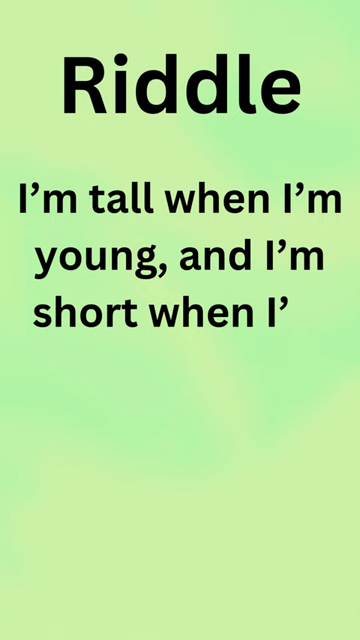 Riddle
I’m tall when I’m
young, and I’m
short when I’